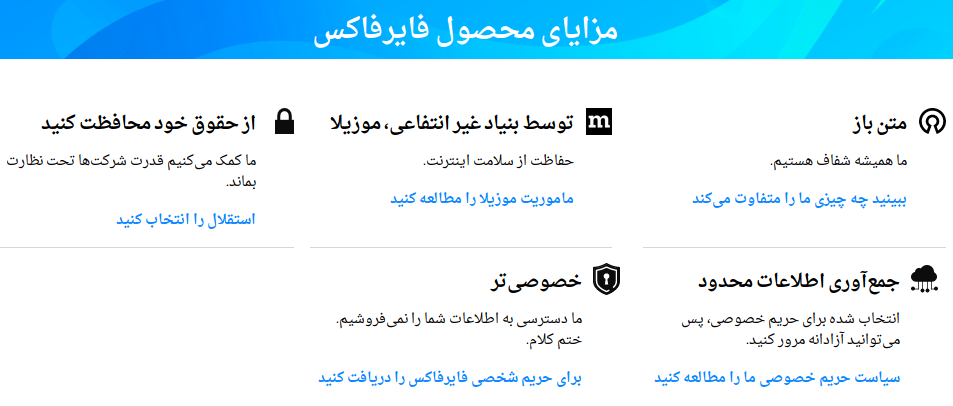 مزایای محصول فایرفاکس
متن باز
ما همیشه شفاف هستیم.
ببینید چه چیزی ما را متفاوت می‌کند
توسط بنیاد غیر انتفاعی، موزیلا
حفاظت از سلامت اینترنت.
ماموریت موزیلا را مطالعه کنید
از حقوق خود محافظت کنید
ما کمک می‌کنیم قدرت شرکت‌ها تحت نظارت
بماند.
استقلال را انتخاب کنید
جمع‌آوری اطلاعات محدود
انتخاب شده برای حریم خصوصی، پس
می‌توانید آزادانه مرور کنید.
سیاست حریم خصوصی ما را مطالعه کنید
خصوصی‌تر
ما دسترسی به اطلاعات شما را نمی‌فروشیم.
ختم کلام.
برای حریم شخصی فایرفاکس را دریافت کنید